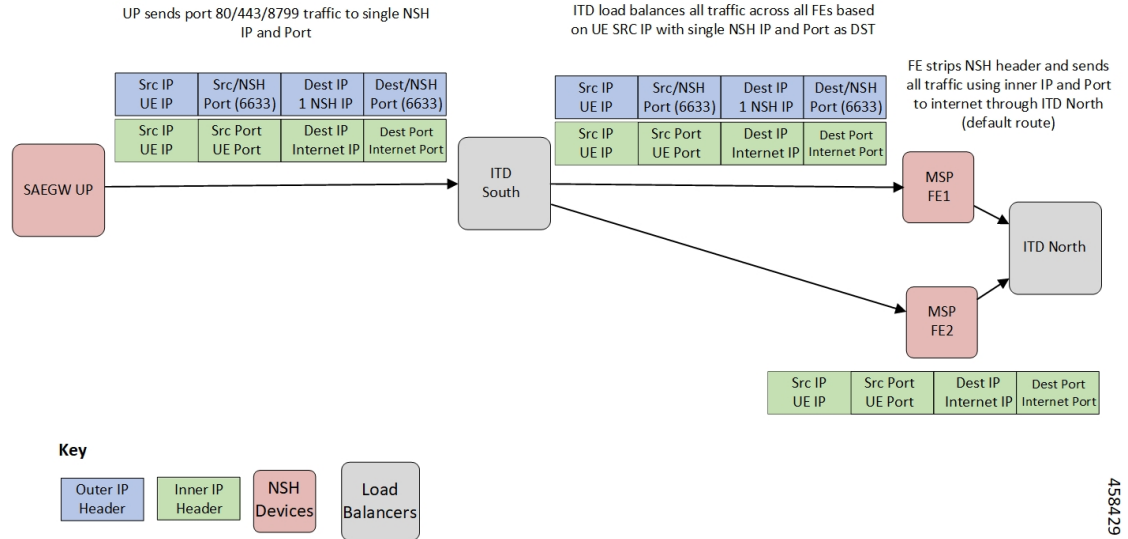 UP sends port 80/443/8799 traffic to single NSH
IP and Port
ITD load balances all traffic across all FEs based
on UE SRC IP with single NSH IP and Port as DST
FE strips NSH header and sends
all traffic using inner IP and Port
to internet through ITD North
(default route)
Src IP
UE IP
Src/NSH
Port (6633)
Dest IP
1 NSH IP
Dest/NSH
Port (6633)
Src IP
UE IP
Src Port
UE Port
Dest IP
Internet IP
Dest Port
Internet Port
Src IP
UE IP
Src/NSH
Port (6633)
Dest IP
1 NSH IP
Dest/NSH
Port (6633)
Src IP
UE IP
Src Port
UE Port
Dest IP
Internet IP
Dest Port
Internet Port
SAEGW UP
ITD
South
MSP
FE1
ITD North
MSP
FE2
Src IP
UE IP
Src Port
UE Port
Dest IP
Internet IP
Dest Port
Internet Port
Key
Outer IP
Header
Inner IP
Header
NSH
Devices
Load
Balancers
458429